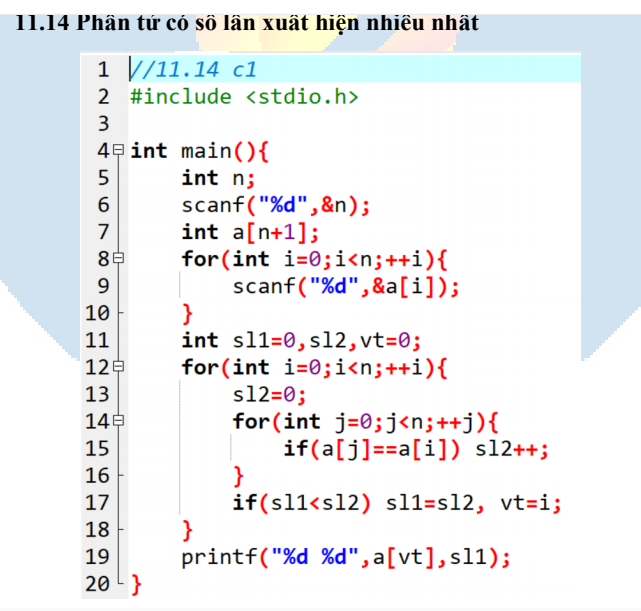 11.14 Phần tử có số lần xuất hiện nhiều nhất
1 //11.14 c1
2 #include <stdio.h>
3
4 int main(){
5 int n;
6 scanf("%d",&n);
7 int a[n+1];
8 for(int i=0;i<n;++i){
9 scanf("%d",&a[i]);
10 }
11 int sl1=0,sl2,vt=0;
12 for(int i=0;i<n;++i){
13 sl2=0;
14 for(int j=0;j<n;++j){
15 if(a[j]==a[i]) sl2++;
16 }
17 if(sl1<sl2) sl1=sl2, vt=i;
18 }
19 printf("%d %d",a[vt],sl1);
20 }